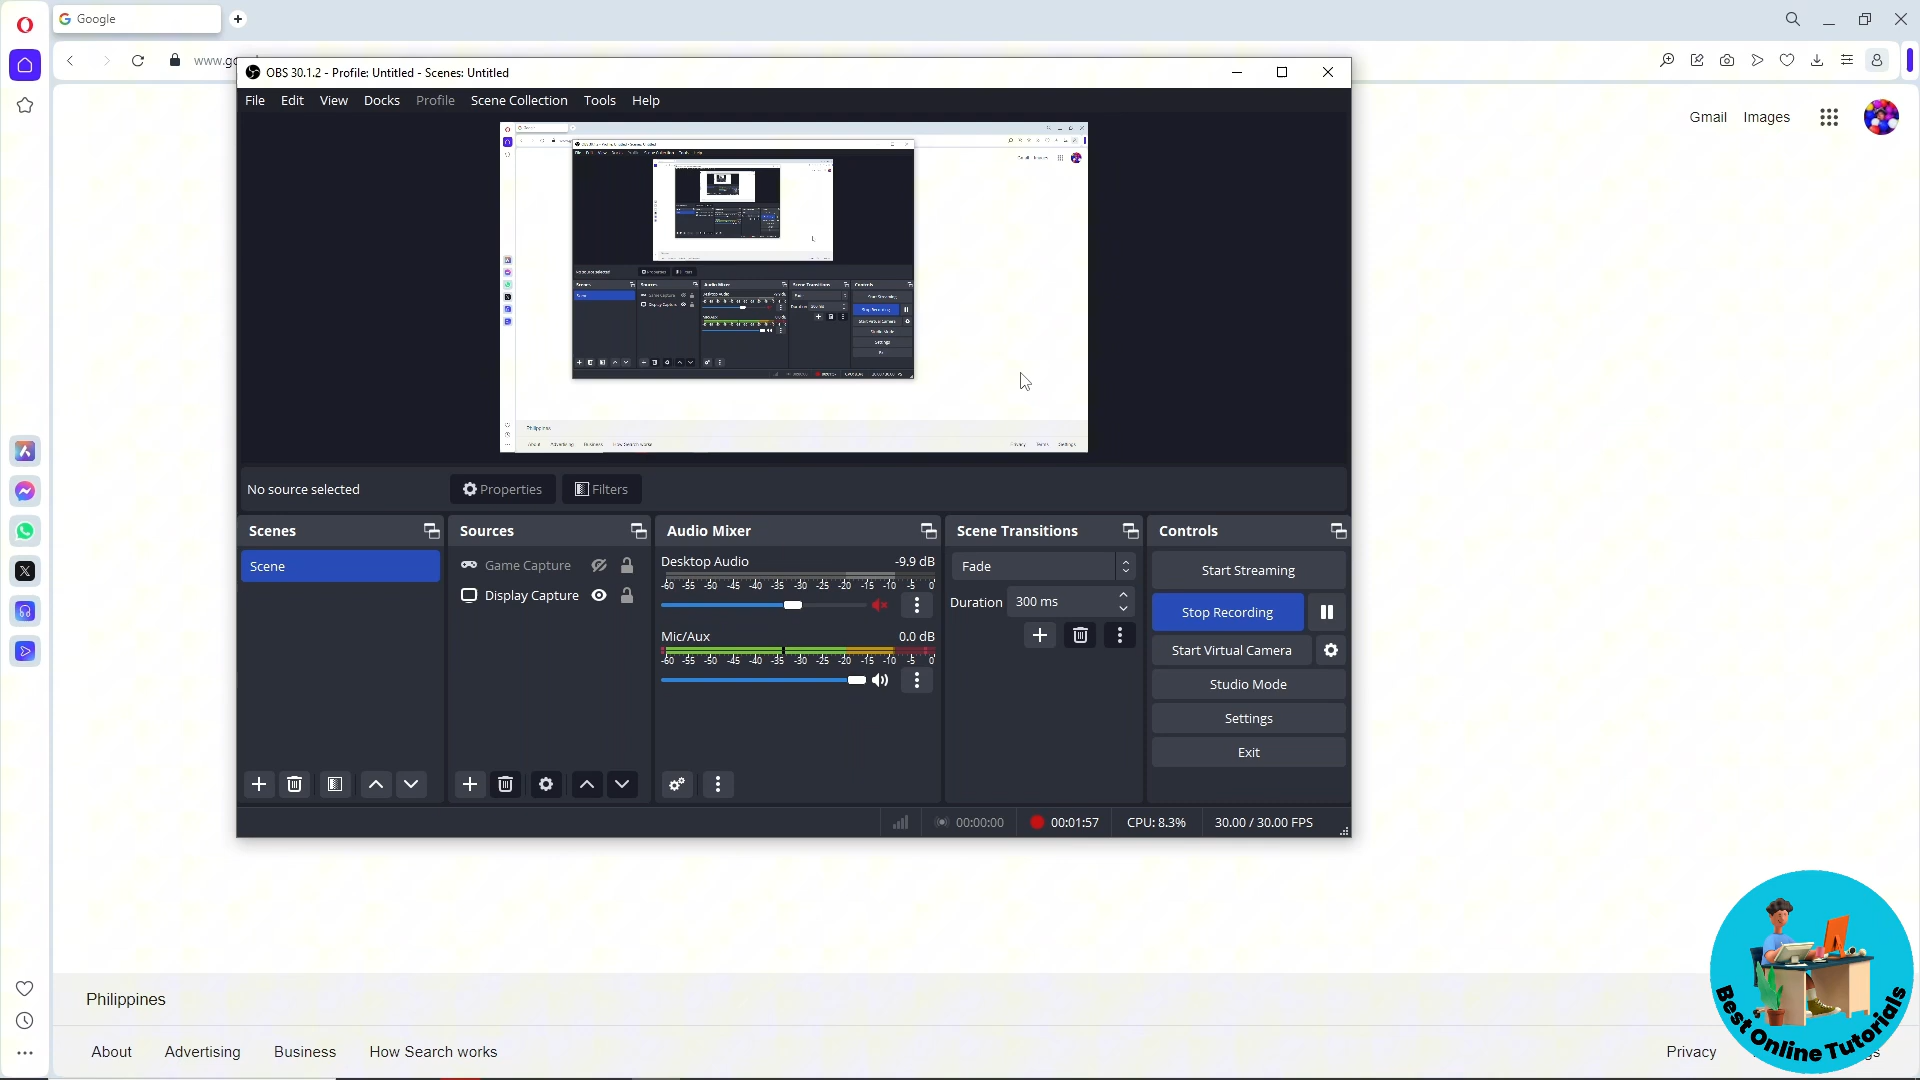 Google
www.go
OBS 30.1.2 - Profile: Untitled - Scenes: Untitled
File Edit View Docks Profile Scene Collection Tools Help
Gmail Images
No source selected
Properties
Filters
Scenes
Sources
Audio Mixer
Scene Transitions
Controls
Scene
Game Capture
Display Capture
Desktop Audio -9.9 dB
-60 -55 -50 -45 -40 -35 -30 -25 -20 -15 -10 -5 0
Mic/Aux 0.0 dB
-60 -55 -50 -45 -40 -35 -30 -25 -20 -15 -10 -5 0
Fade
Duration 300 ms
Start Streaming
Stop Recording
Start Virtual Camera
Studio Mode
Settings
Exit
00:00:00
00:01:57
CPU: 8.3%
30.00 / 30.00 FPS
Philippines
About Advertising Business How Search works
Privacy
Best Online Tutorials